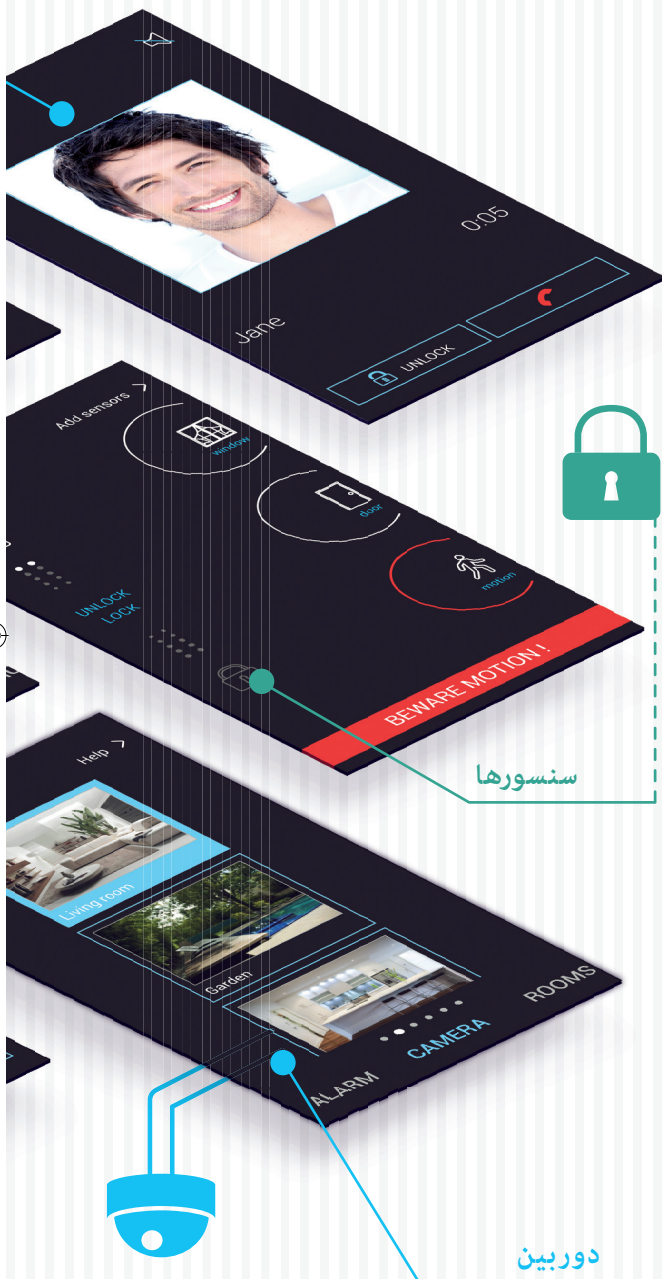 0:05
Jane
UNLOCK
Add sensors >
window
door
motion
UNLOCK
LOCK
BEWARE MOTION !
سنسورها
Help >
Living room
Garden
ALARM
CAMERA
ROOMS
دوربین